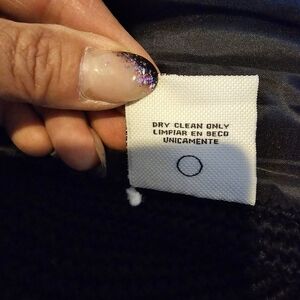 DRY CLEAN ONLY
LIMPIAR EN SECO
UNICAMENTE